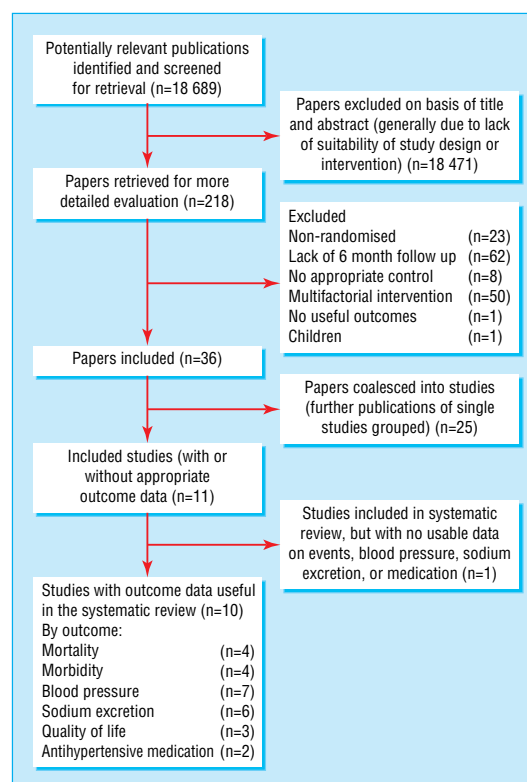 Potentially relevant publications
identified and screened
for retrieval (n=18 689)
Papers excluded on basis of title
and abstract (generally due to lack
of suitability of study design or
intervention) (n=18 471)
Papers retrieved for more
detailed evaluation (n=218)
Excluded
Non-randomised (n=23)
Lack of 6 month follow up (n=62)
No appropriate control (n=8)
Multifactorial intervention (n=50)
No useful outcomes (n=1)
Children (n=1)
Papers included (n=36)
Papers coalesced into studies
(further publications of single
studies grouped) (n=25)
Included studies (with or
without appropriate
outcome data (n=11)
Studies included in systematic
review, but with no usable data
on events, blood pressure, sodium
excretion, or medication (n=1)
Studies with outcome data useful
in the systematic review (n=10)
By outcome:
Mortality (n=4)
Morbidity (n=4)
Blood pressure (n=7)
Sodium excretion (n=6)
Quality of life (n=3)
Antihypertensive medication (n=2)